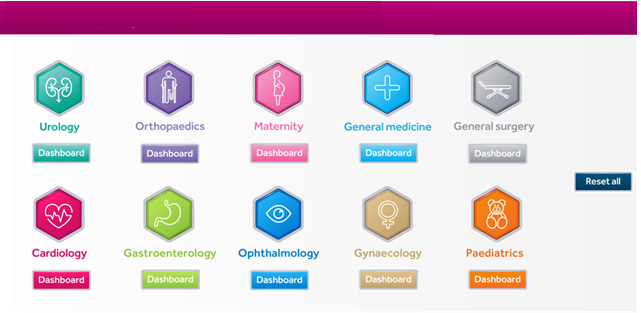 Urology
Orthopaedics
Maternity
General medicine
General surgery
Dashboard
Dashboard
Dashboard
Dashboard
Dashboard
Reset all
Cardiology
Gastroenterology
Ophthalmology
Gynaecology
Paediatrics
Dashboard
Dashboard
Dashboard
Dashboard
Dashboard